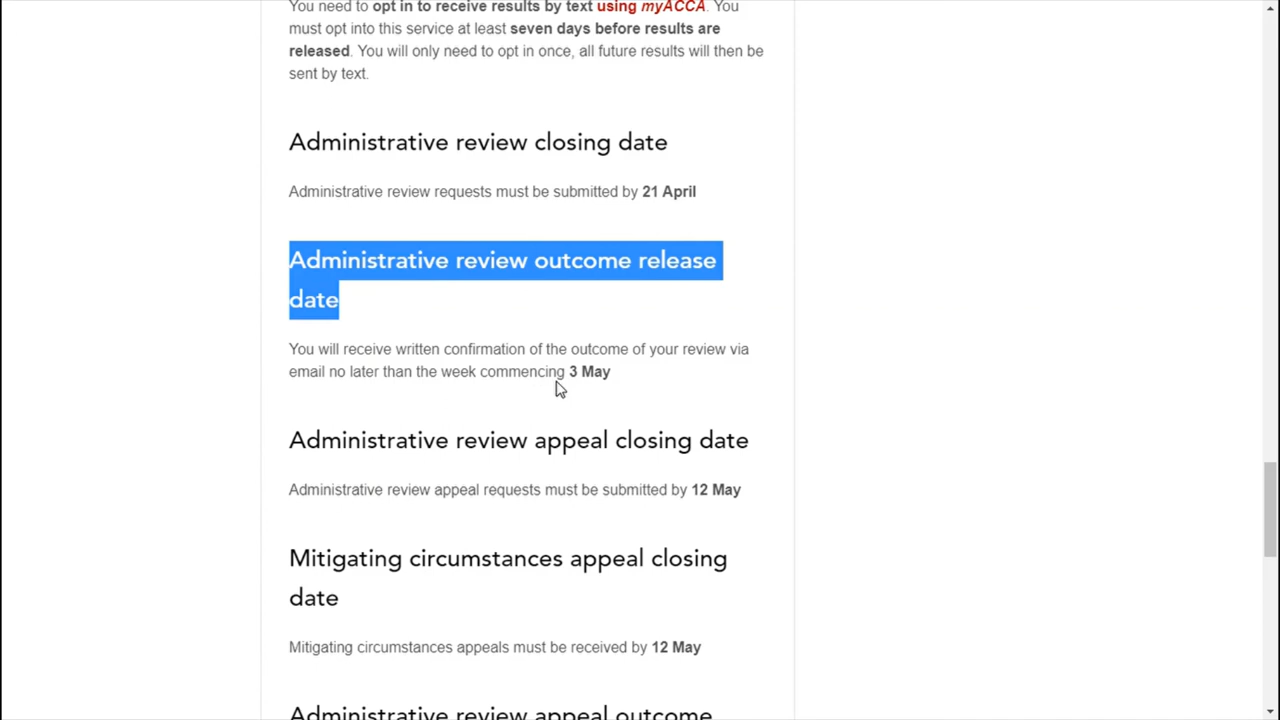 You need to opt in to receive results by text using myACCA. You
must opt into this service at least seven days before results are
released. You will only need to opt in once, all future results will then be
sent by text.
Administrative review closing date
Administrative review requests must be submitted by 21 April
Administrative review outcome release
date
You will receive written confirmation of the outcome of your review via
email no later than the week commencing 3 May
Administrative review appeal closing date
Administrative review appeal requests must be submitted by 12 May
Mitigating circumstances appeal closing
date
Mitigating circumstances appeals must be received by 12 May
Administrative review appeal outcome